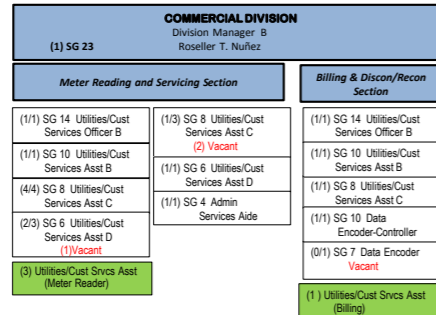 COMMERCIAL DIVISION
Division Manager B
(1) SG 23
Roseller T. Nuñez
Meter Reading and Servicing Section
(1/1) SG 14 Utilities/Cust
Services Officer B
(1/1) SG 10 Utilities/Cust
Services Asst B
(4/4) SG 8 Utilities/Cust
Services Asst C
(2/3) SG 6 Utilities/Cust
Services Asst D
(1)Vacant
(3) Utilities/Cust Srvcs Asst
(Meter Reader)
(1/3) SG 8 Utilities/Cust
Services Asst C
(2) Vacant
(1/1) SG 6 Utilities/Cust
Services Asst D
(1/1) SG 4 Admin
Services Aide
Billing & Discon/Recon
Section
(1/1) SG 14 Utilities/Cust
Services Officer B
(1/1) SG 10 Utilities/Cust
Services Asst B
(1/1) SG 8 Utilities/Cust
Services Asst C
(1/1) SG 10 Data
Encoder-Controller
(0/1) SG 7 Data Encoder
Vacant
(1 ) Utilities/Cust Srvcs Asst
(Billing)